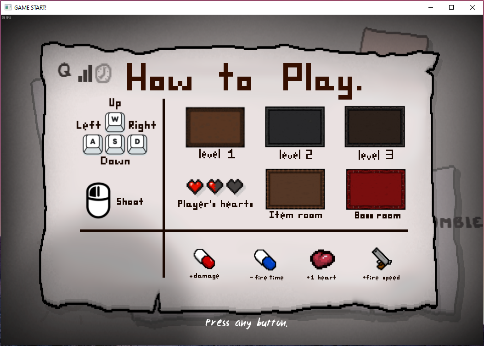 GAME START!
Q
How to Play.
Up
Left W Right
A S D
Down
Shoot
level 1
level 2
level 3
Player's hearts
Item room
Boss room
+damage
- fire time
+1 heart
+fire speed
Press any button.